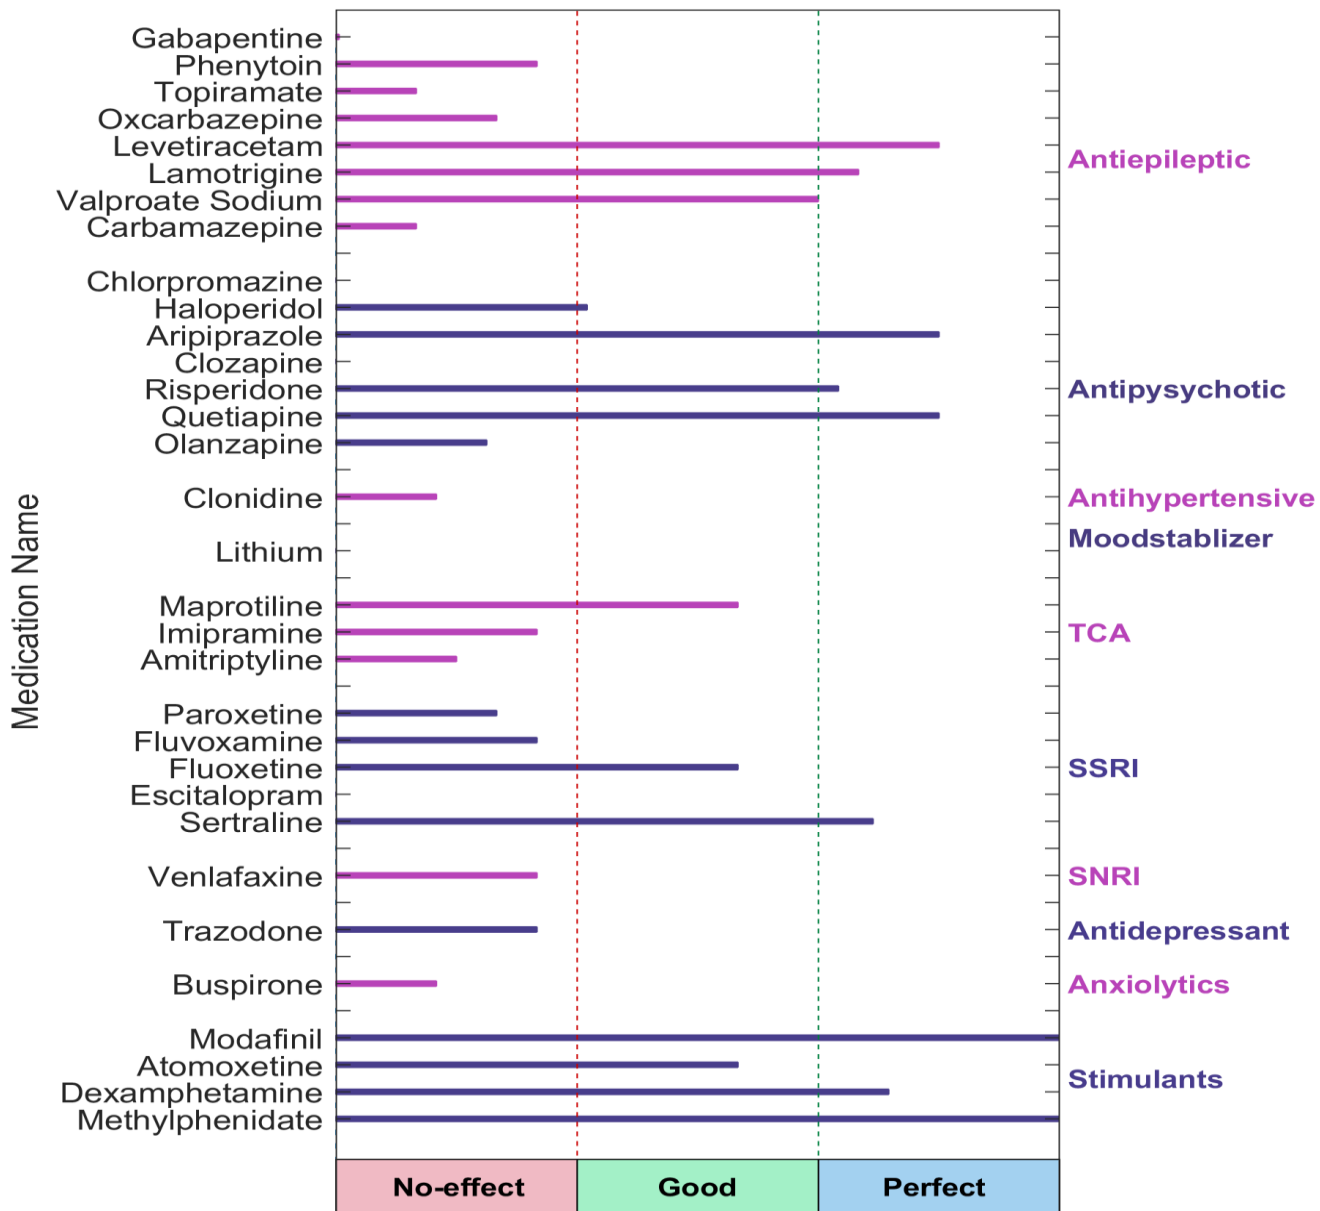 Medication Name
Gabapentine
Phenytoin
Topiramate
Oxcarbazepine
Levetiracetam
Lamotrigine
Valproate Sodium
Carbamazepine
Antiepileptic
Chlorpromazine
Haloperidol
Aripiprazole
Clozapine
Risperidone
Quetiapine
Olanzapine
Antipysychotic
Clonidine
Antihypertensive
Lithium
Moodstablizer
Maprotiline
Imipramine
Amitriptyline
TCA
Paroxetine
Fluvoxamine
Fluoxetine
Escitalopram
Sertraline
SSRI
Venlafaxine
SNRI
Trazodone
Antidepressant
Buspirone
Anxiolytics
Modafinil
Atomoxetine
Dexamphetamine
Methylphenidate
Stimulants
No-effect
Good
Perfect